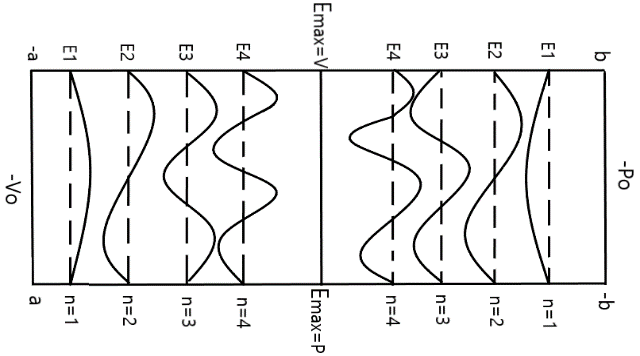 -Po
b -b
E1 n=1
E2 n=2
E3 n=3
E4 n=4
Emax=V Emax=P
E4 n=4
E3 n=3
E2 n=2
E1 n=1
-a a
-Vo